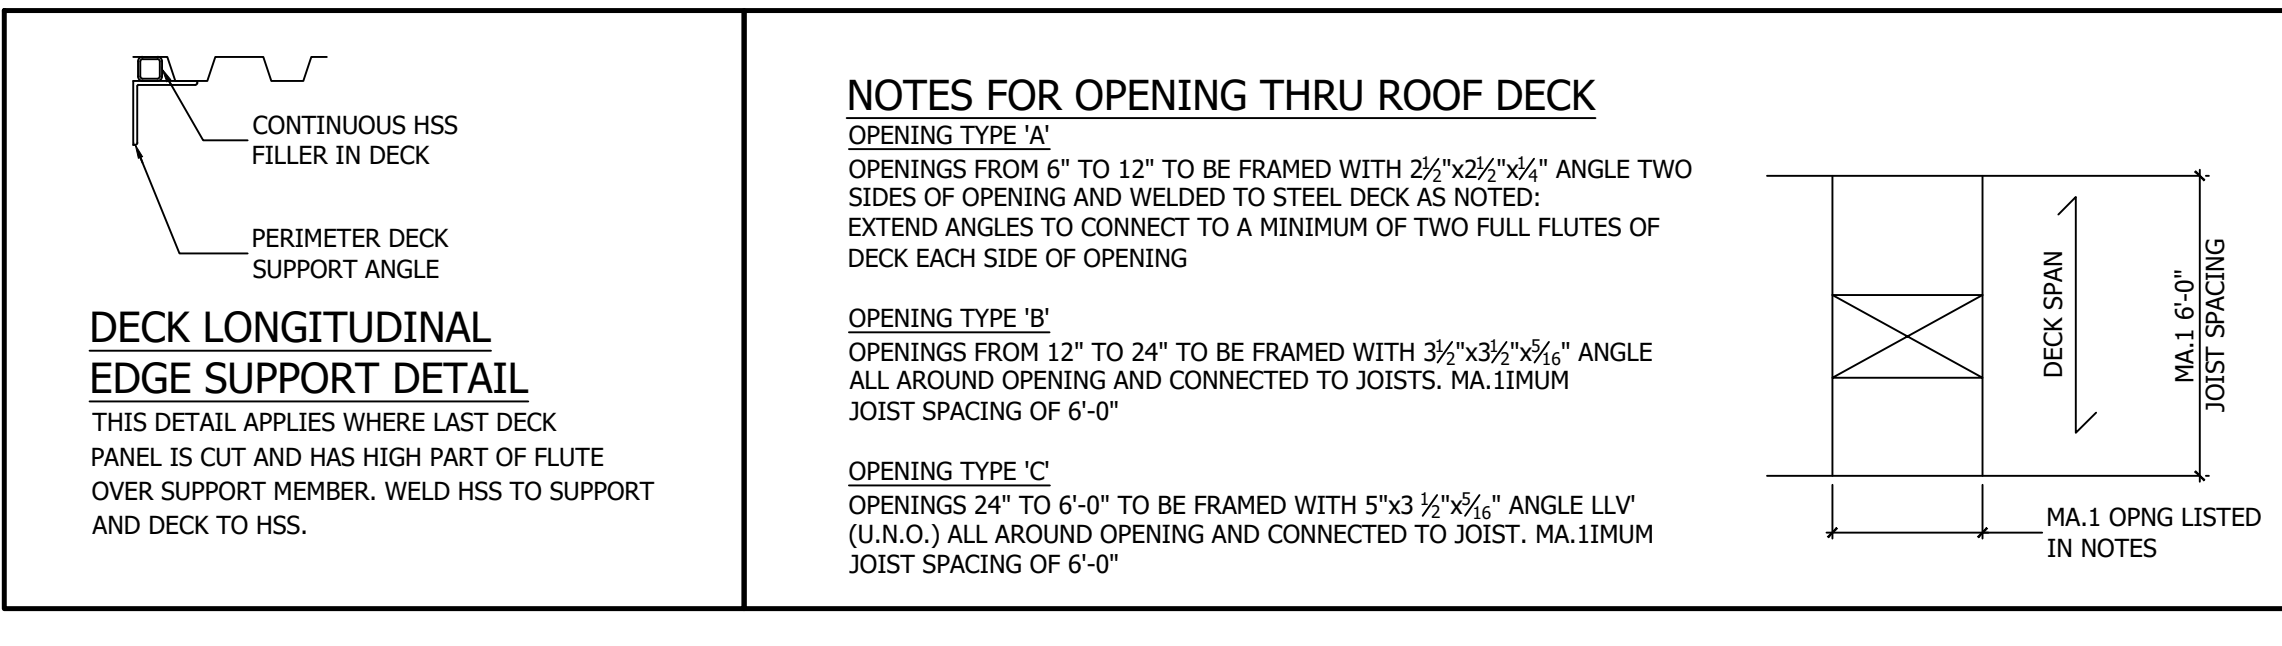 CONTINUOUS HSS
FILLER IN DECK
PERIMETER DECK
SUPPORT ANGLE
DECK LONGITUDINAL
EDGE SUPPORT DETAIL
THIS DETAIL APPLIES WHERE LAST DECK
PANEL IS CUT AND HAS HIGH PART OF FLUTE
OVER SUPPORT MEMBER. WELD HSS TO SUPPORT
AND DECK TO HSS.
NOTES FOR OPENING THRU ROOF DECK
OPENING TYPE 'A'
OPENINGS FROM 6" TO 12" TO BE FRAMED WITH 2½"x2½"x¼" ANGLE TWO
SIDES OF OPENING AND WELDED TO STEEL DECK AS NOTED:
EXTEND ANGLES TO CONNECT TO A MINIMUM OF TWO FULL FLUTES OF
DECK EACH SIDE OF OPENING
OPENING TYPE 'B'
OPENINGS FROM 12" TO 24" TO BE FRAMED WITH 3½"x3½"x5⁄16" ANGLE
ALL AROUND OPENING AND CONNECTED TO JOISTS. MA.1IMUM
JOIST SPACING OF 6'-0"
OPENING TYPE 'C'
OPENINGS 24" TO 6'-0" TO BE FRAMED WITH 5"x3 ½"x5⁄16" ANGLE LLV'
(U.N.O.) ALL AROUND OPENING AND CONNECTED TO JOIST. MA.1IMUM
JOIST SPACING OF 6'-0"
DECK SPAN
MA.1 6'-0"
JOIST SPACING
MA.1 OPNG LISTED
IN NOTES